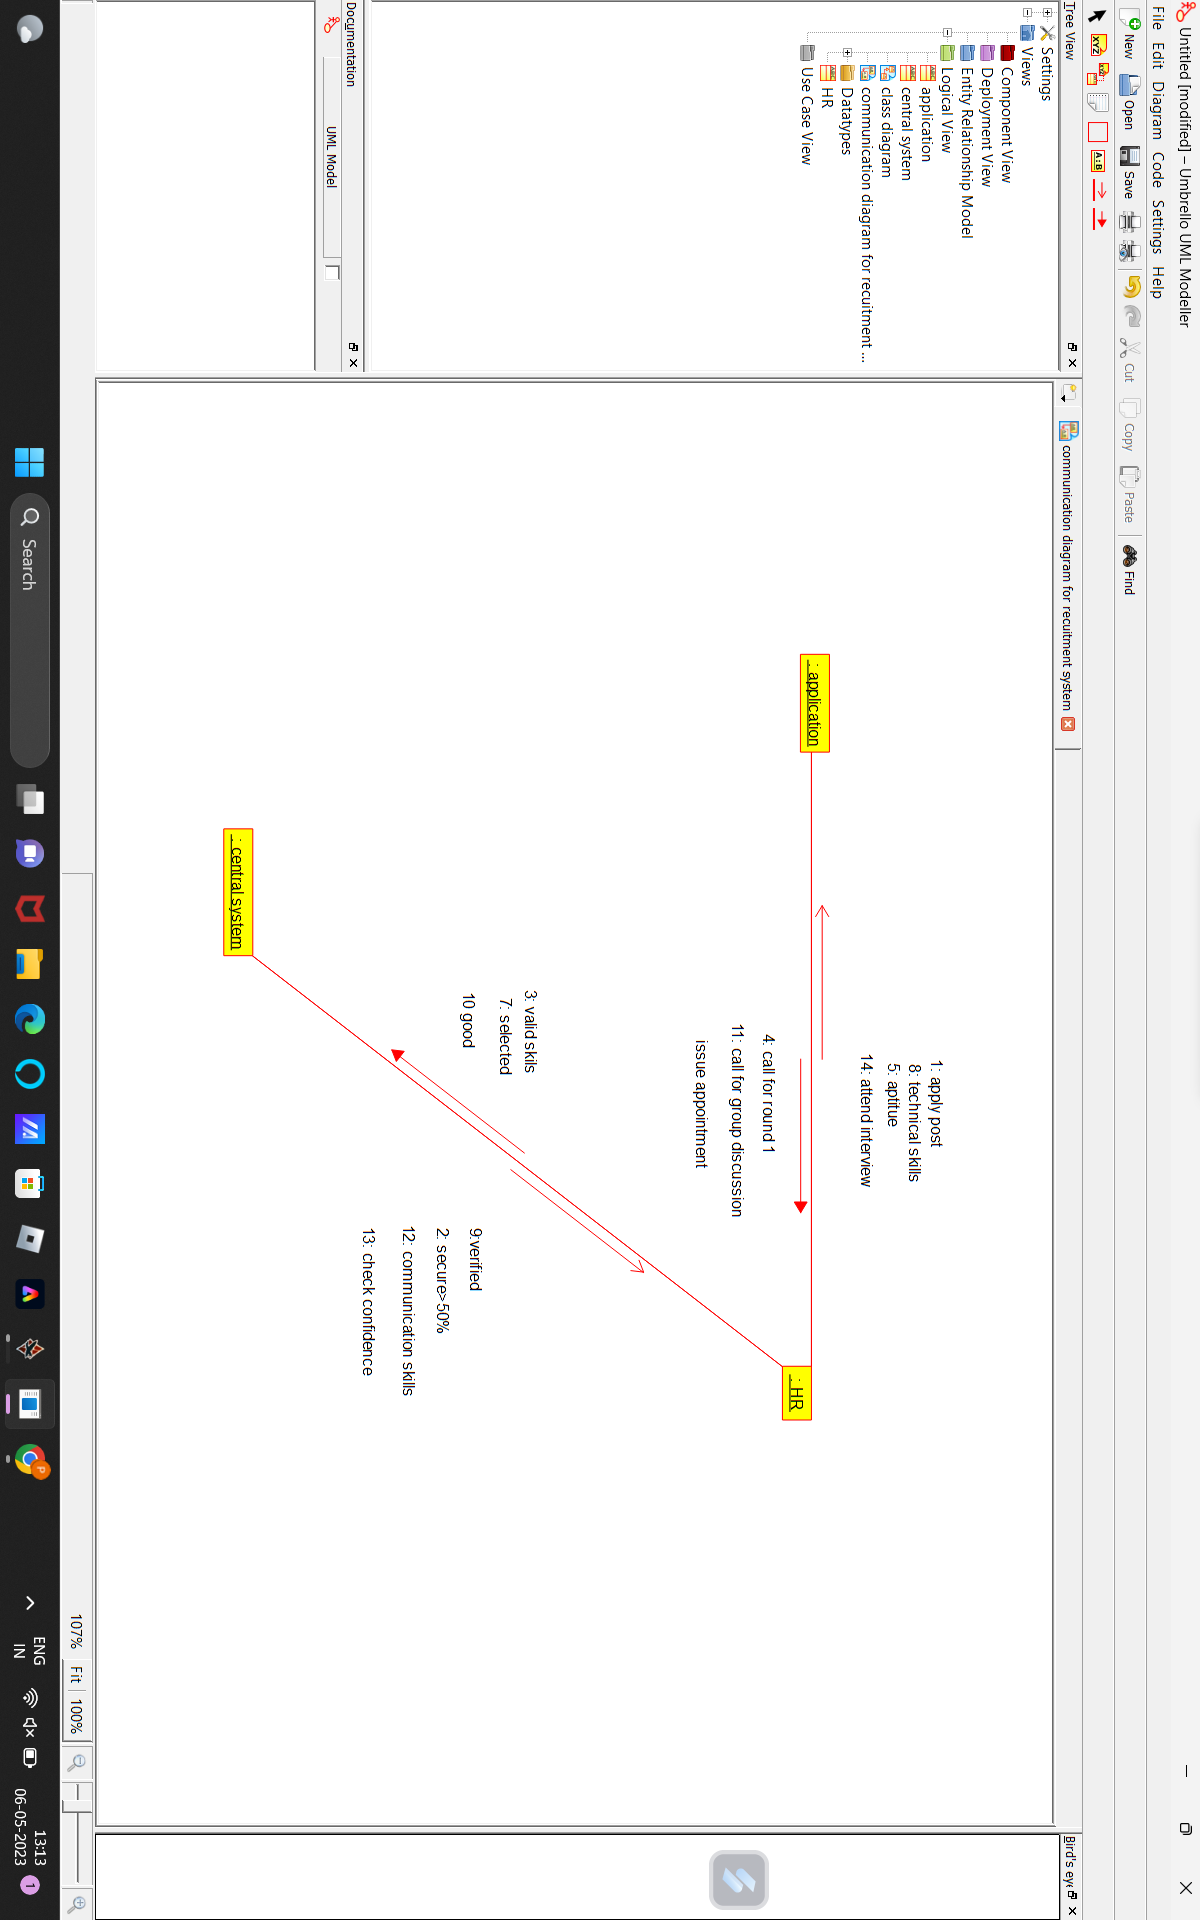 Untitled [modified] – Umbrello UML Modeller
File Edit Diagram Code Settings Help
New Open Save Cut Copy Paste Find
Tree View
Settings
Views
Component View
Deployment View
Entity Relationship Model
Logical View
application
central system
class diagram
communication diagram for recuitment ...
Datatypes
HR
Use Case View
Documentation
UML Model
communication diagram for recuitment system
1: apply post
8: technical skills
5: aptitue
14: attend interview
: application
: HR
4: call for round 1
11: call for group discussion
issue appointment
3: valid skils
7: selected
10 good
9:verified
2: secure>50%
12: communication skills
13: check confidence
: central system
Bird's eye
107% Fit 100%
Search
ENG
IN
13:13
06-05-2023
1